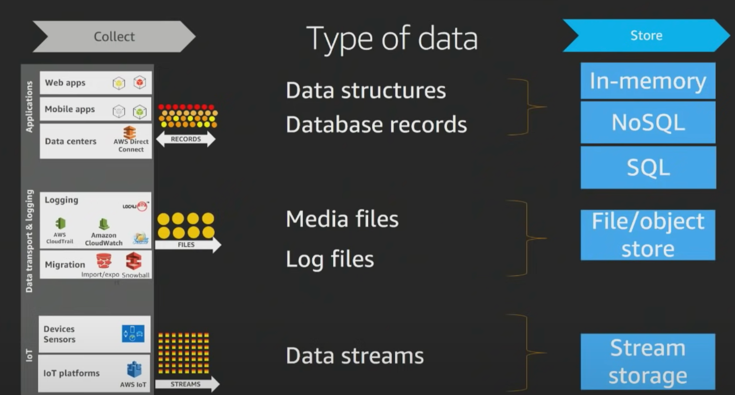 Collect
Type of data
Store
Applications
Web apps
Mobile apps
Data centers
AWS Direct
Connect
RECORDS
Data structures
Database records
In-memory
NoSQL
SQL
Data transport & logging
Logging
AWS
CloudTrail
Amazon
CloudWatch
Migration
Import/expo
Snowball
FILES
Media files
Log files
File/object
store
IoT
Devices
Sensors
IoT platforms
AWS IoT
STREAMS
Data streams
Stream
storage